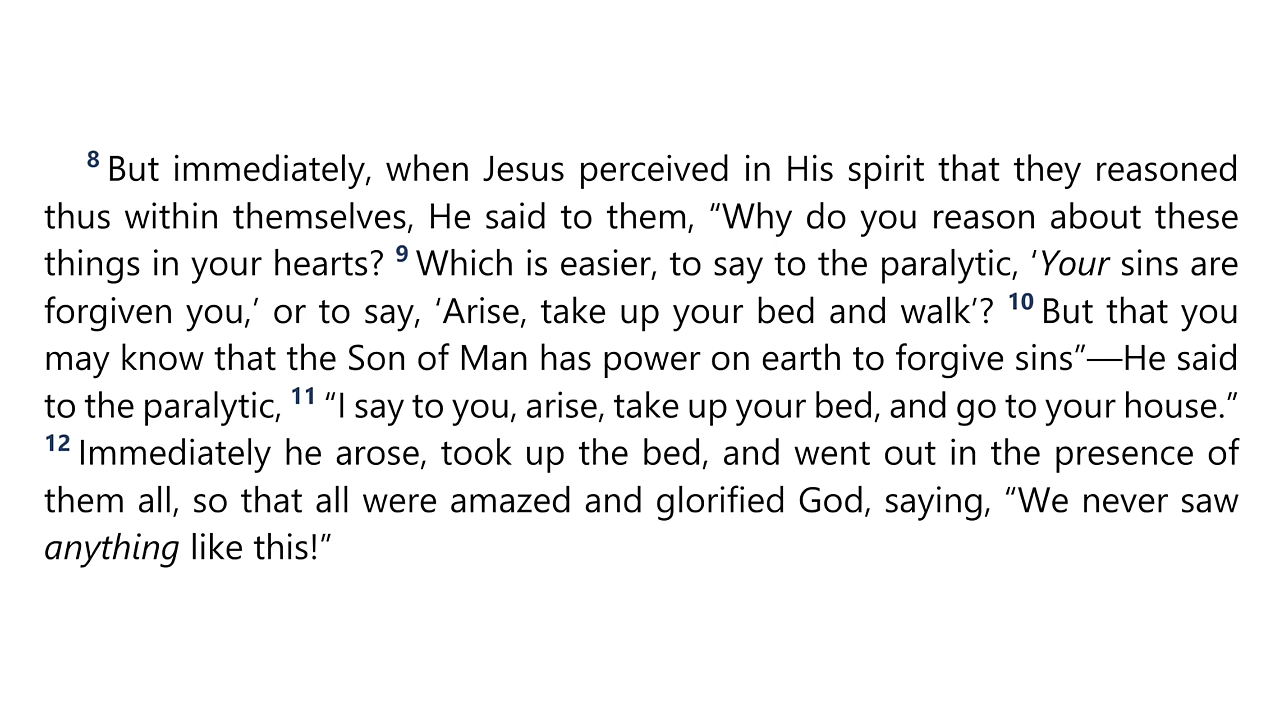 8 But immediately, when Jesus perceived in His spirit that they reasoned
thus within themselves, He said to them, “Why do you reason about these
things in your hearts? 9 Which is easier, to say to the paralytic, ‘Your sins are
forgiven you,’ or to say, ‘Arise, take up your bed and walk’? 10 But that you
may know that the Son of Man has power on earth to forgive sins”—He said
to the paralytic, 11 “I say to you, arise, take up your bed, and go to your house.”
12 Immediately he arose, took up the bed, and went out in the presence of
them all, so that all were amazed and glorified God, saying, “We never saw
anything like this!”